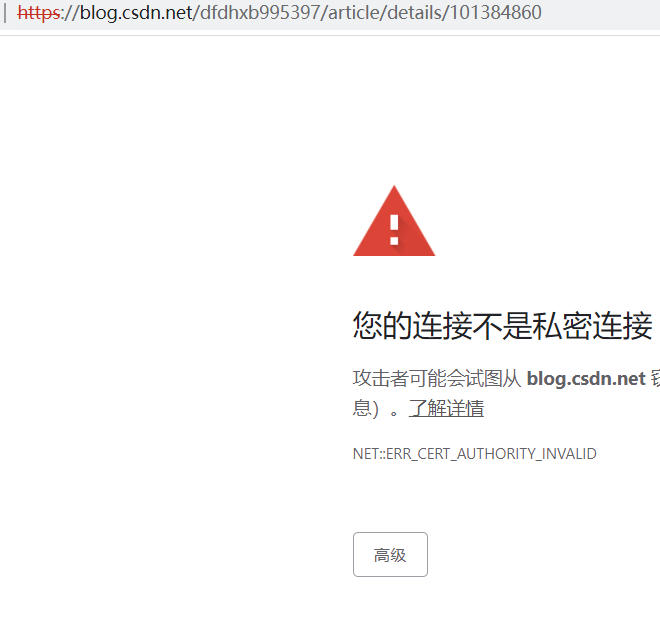 https://blog.csdn.net/dfdhxb995397/article/details/101384860
您的连接不是私密连接
攻击者可能会试图从 blog.csdn.net
息）。了解详情
NET::ERR_CERT_AUTHORITY_INVALID
高级